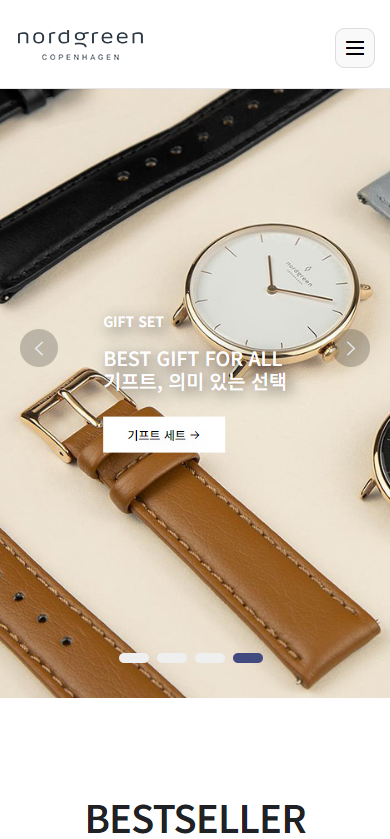 nordgreen
COPENHAGEN
nordgreen
GIFT SET
BEST GIFT FOR ALL
기프트, 의미 있는 선택
기프트 세트 →
BESTSELLER